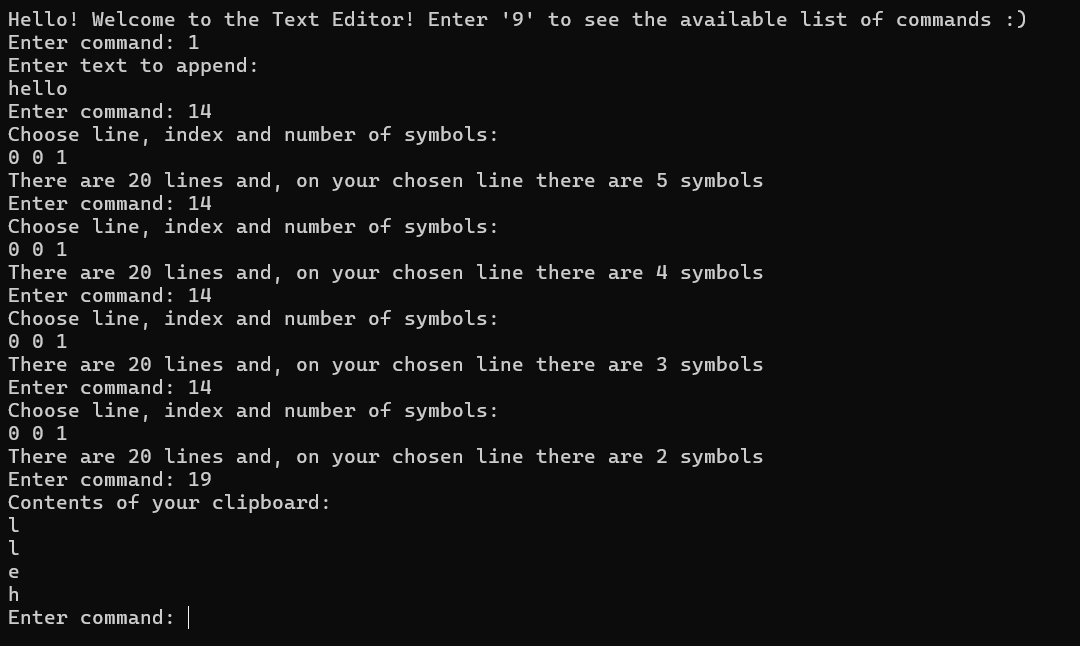 Hello! Welcome to the Text Editor! Enter '9' to see the available list of commands :)
Enter command: 1
Enter text to append:
hello
Enter command: 14
Choose line, index and number of symbols:
0 0 1
There are 20 lines and, on your chosen line there are 5 symbols
Enter command: 14
Choose line, index and number of symbols:
0 0 1
There are 20 lines and, on your chosen line there are 4 symbols
Enter command: 14
Choose line, index and number of symbols:
0 0 1
There are 20 lines and, on your chosen line there are 3 symbols
Enter command: 14
Choose line, index and number of symbols:
0 0 1
There are 20 lines and, on your chosen line there are 2 symbols
Enter command: 19
Contents of your clipboard:
l
l
e
h
Enter command: